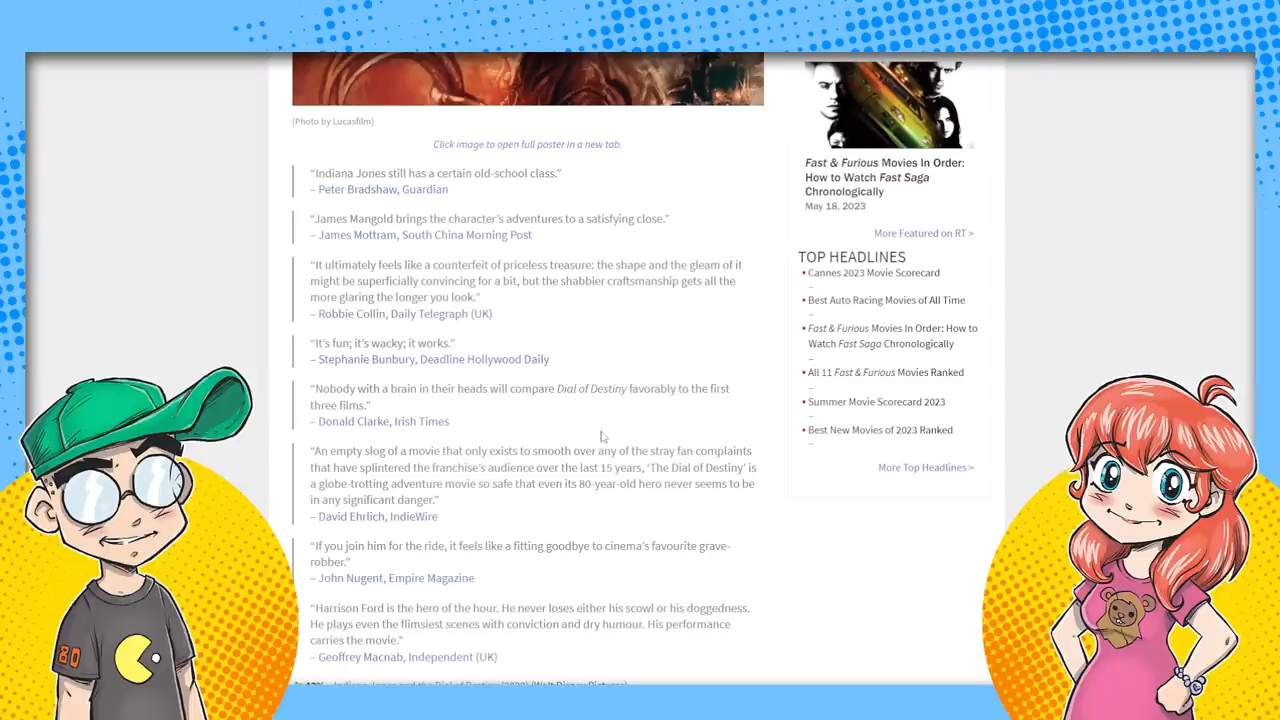 (Photo by Lucasfilm)
Click image to open full poster in a new tab.
“Indiana Jones still has a certain old-school class.”
– Peter Bradshaw, Guardian
“James Mangold brings the character’s adventures to a satisfying close.”
– James Mottram, South China Morning Post
“It ultimately feels like a counterfeit of priceless treasure: the shape and the gleam of it
might be superficially convincing for a bit, but the shabbier craftsmanship gets all the
more glaring the longer you look.”
– Robbie Collin, Daily Telegraph (UK)
“It’s fun; it’s wacky; it works.”
– Stephanie Bunbury, Deadline Hollywood Daily
“Nobody with a brain in their heads will compare Dial of Destiny favorably to the first
three films.”
– Donald Clarke, Irish Times
“An empty slog of a movie that only exists to smooth over any of the stray fan complaints
that have splintered the franchise’s audience over the last 15 years, ‘The Dial of Destiny’ is
a globe-trotting adventure movie so safe that even its 80-year-old hero never seems to be
in any significant danger.”
– David Ehrlich, IndieWire
“If you join him for the ride, it feels like a fitting goodbye to cinema’s favourite grave-
robber.”
– John Nugent, Empire Magazine
“Harrison Ford is the hero of the hour. He never loses either his scowl or his doggedness.
He plays even the flimsiest scenes with conviction and dry humour. His performance
carries the movie.”
– Geoffrey Macnab, Independent (UK)
Fast & Furious Movies In Order:
How to Watch Fast Saga
Chronologically
May 18, 2023
More Featured on RT >
TOP HEADLINES
• Cannes 2023 Movie Scorecard
–
• Best Auto Racing Movies of All Time
–
• Fast & Furious Movies In Order: How to
Watch Fast Saga Chronologically
–
• All 11 Fast & Furious Movies Ranked
–
• Summer Movie Scorecard 2023
–
• Best New Movies of 2023 Ranked
–
More Top Headlines >
80